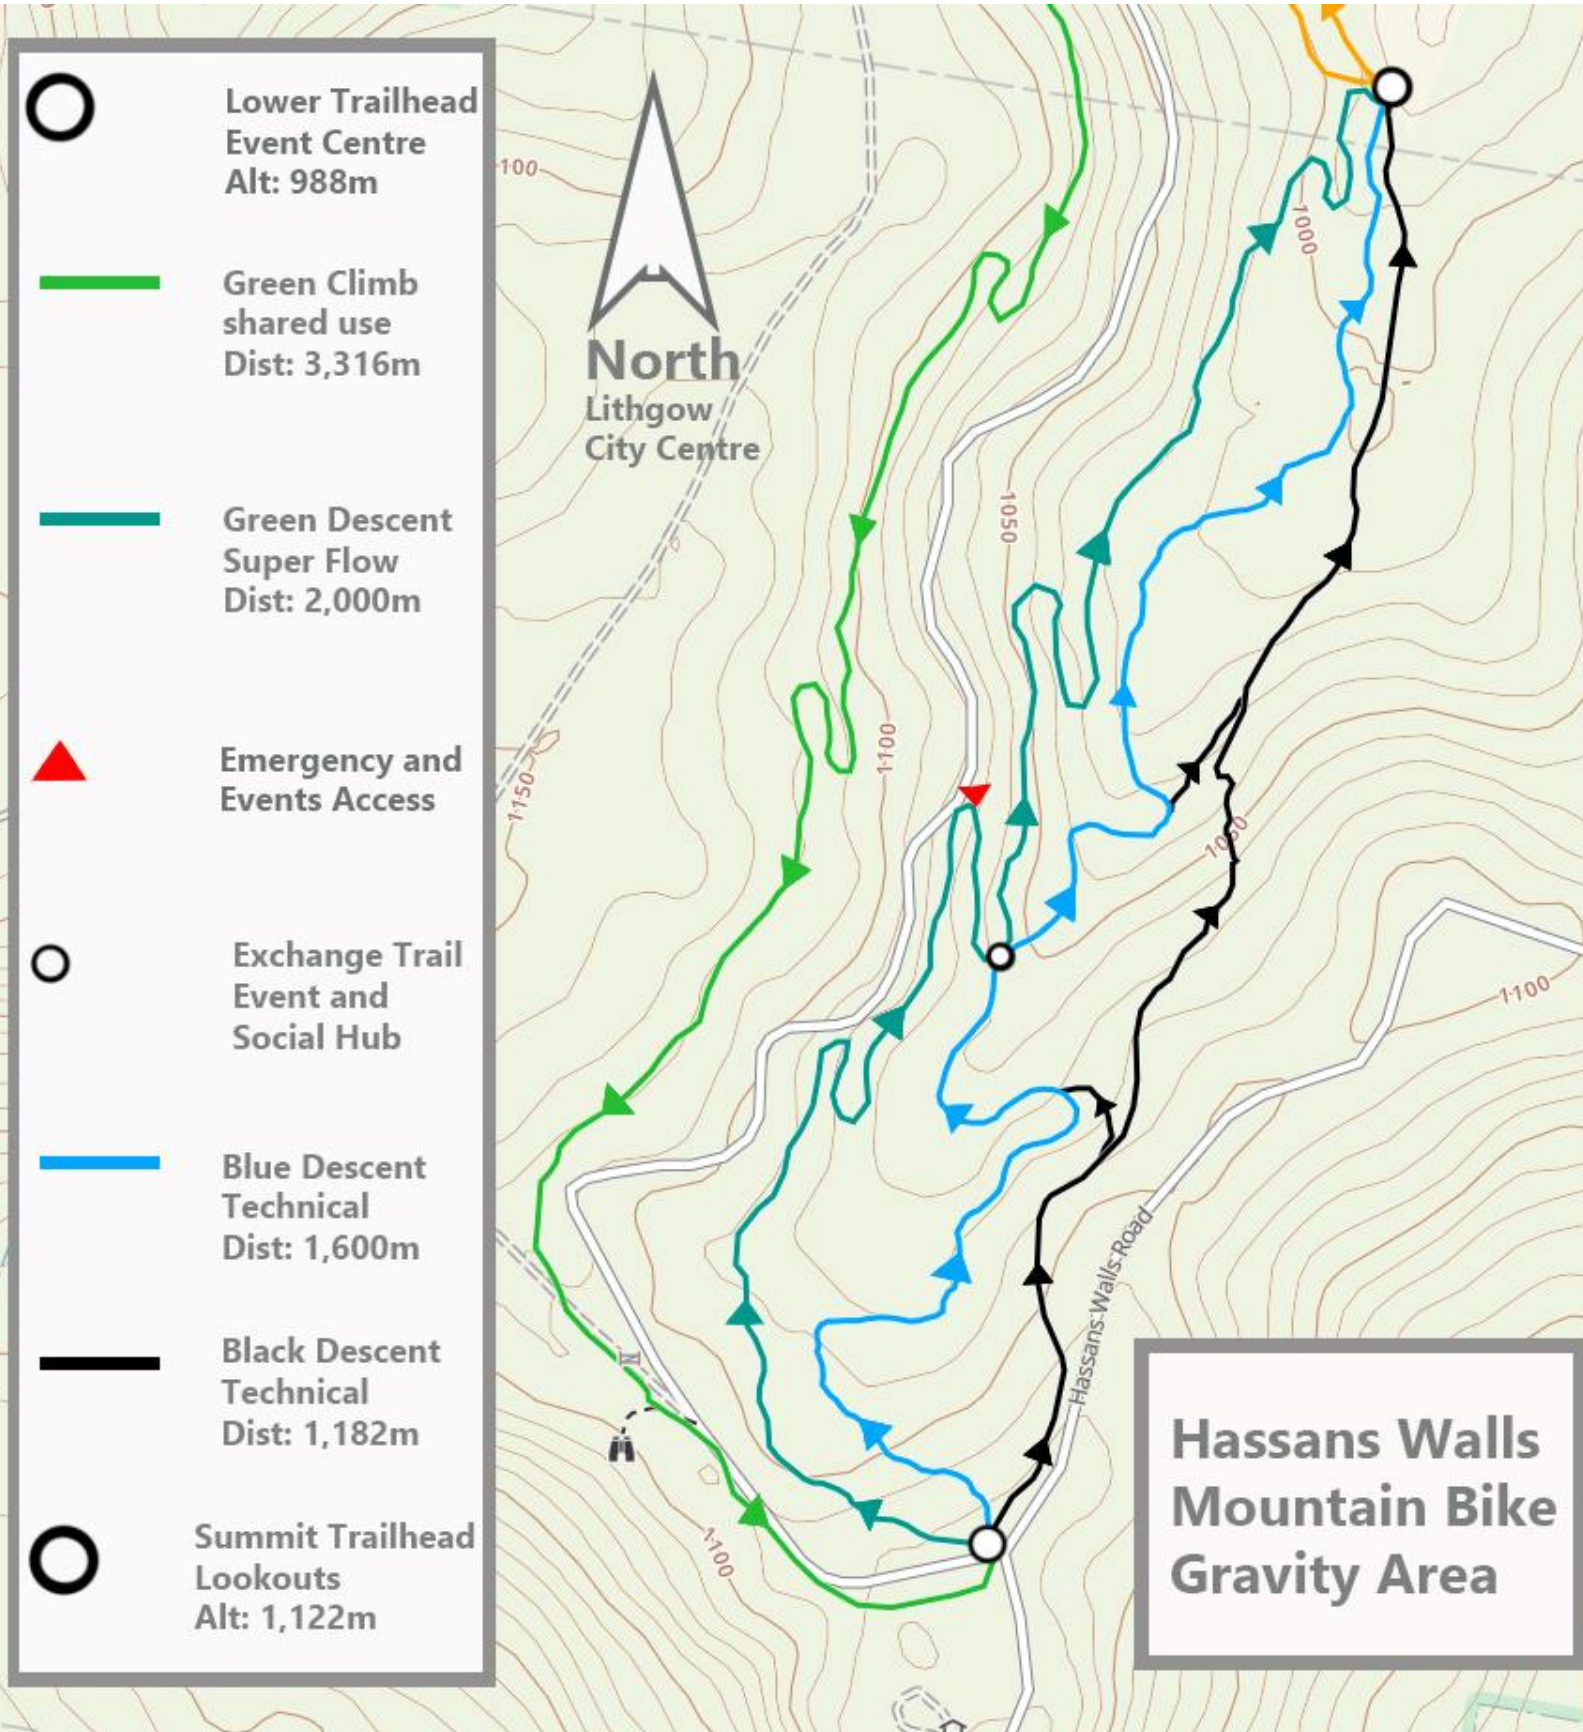 Lower Trailhead
Event Centre
Alt: 988m
Green Climb
shared use
Dist: 3,316m
Green Descent
Super Flow
Dist: 2,000m
Emergency and
Events Access
Exchange Trail
Event and
Social Hub
Blue Descent
Technical
Dist: 1,600m
Black Descent
Technical
Dist: 1,182m
Summit Trailhead
Lookouts
Alt: 1,122m
North
Lithgow
City Centre
100
1000
1050
1100
1150
1050
1100
Hassans Walls Road
1100
Hassans Walls
Mountain Bike
Gravity Area